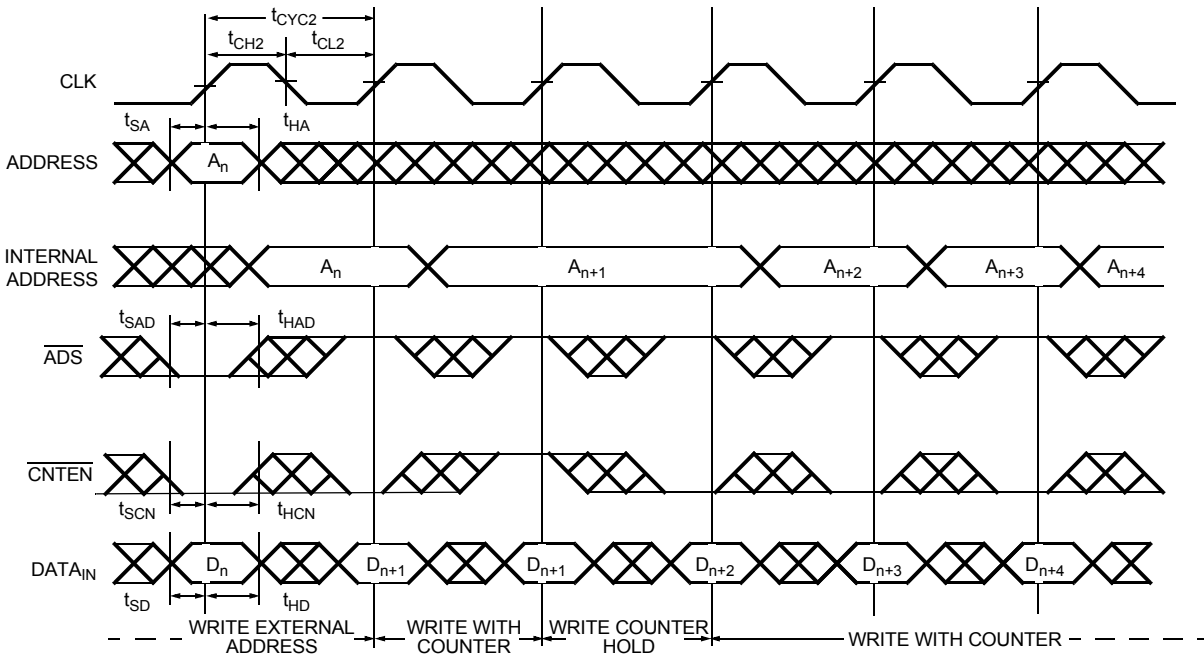 tCYC2
tCH2 tCL2
CLK
tSA tHA
ADDRESS An
INTERNAL
ADDRESS
An An+1 An+2 An+3 An+4
tSAD tHAD
ADS
CNTEN
tSCN tHCN
DATAIN Dn Dn+1 Dn+1 Dn+2 Dn+3 Dn+4
tSD tHD
WRITE EXTERNAL
ADDRESS
WRITE WITH
COUNTER
WRITE COUNTER
HOLD
WRITE WITH COUNTER